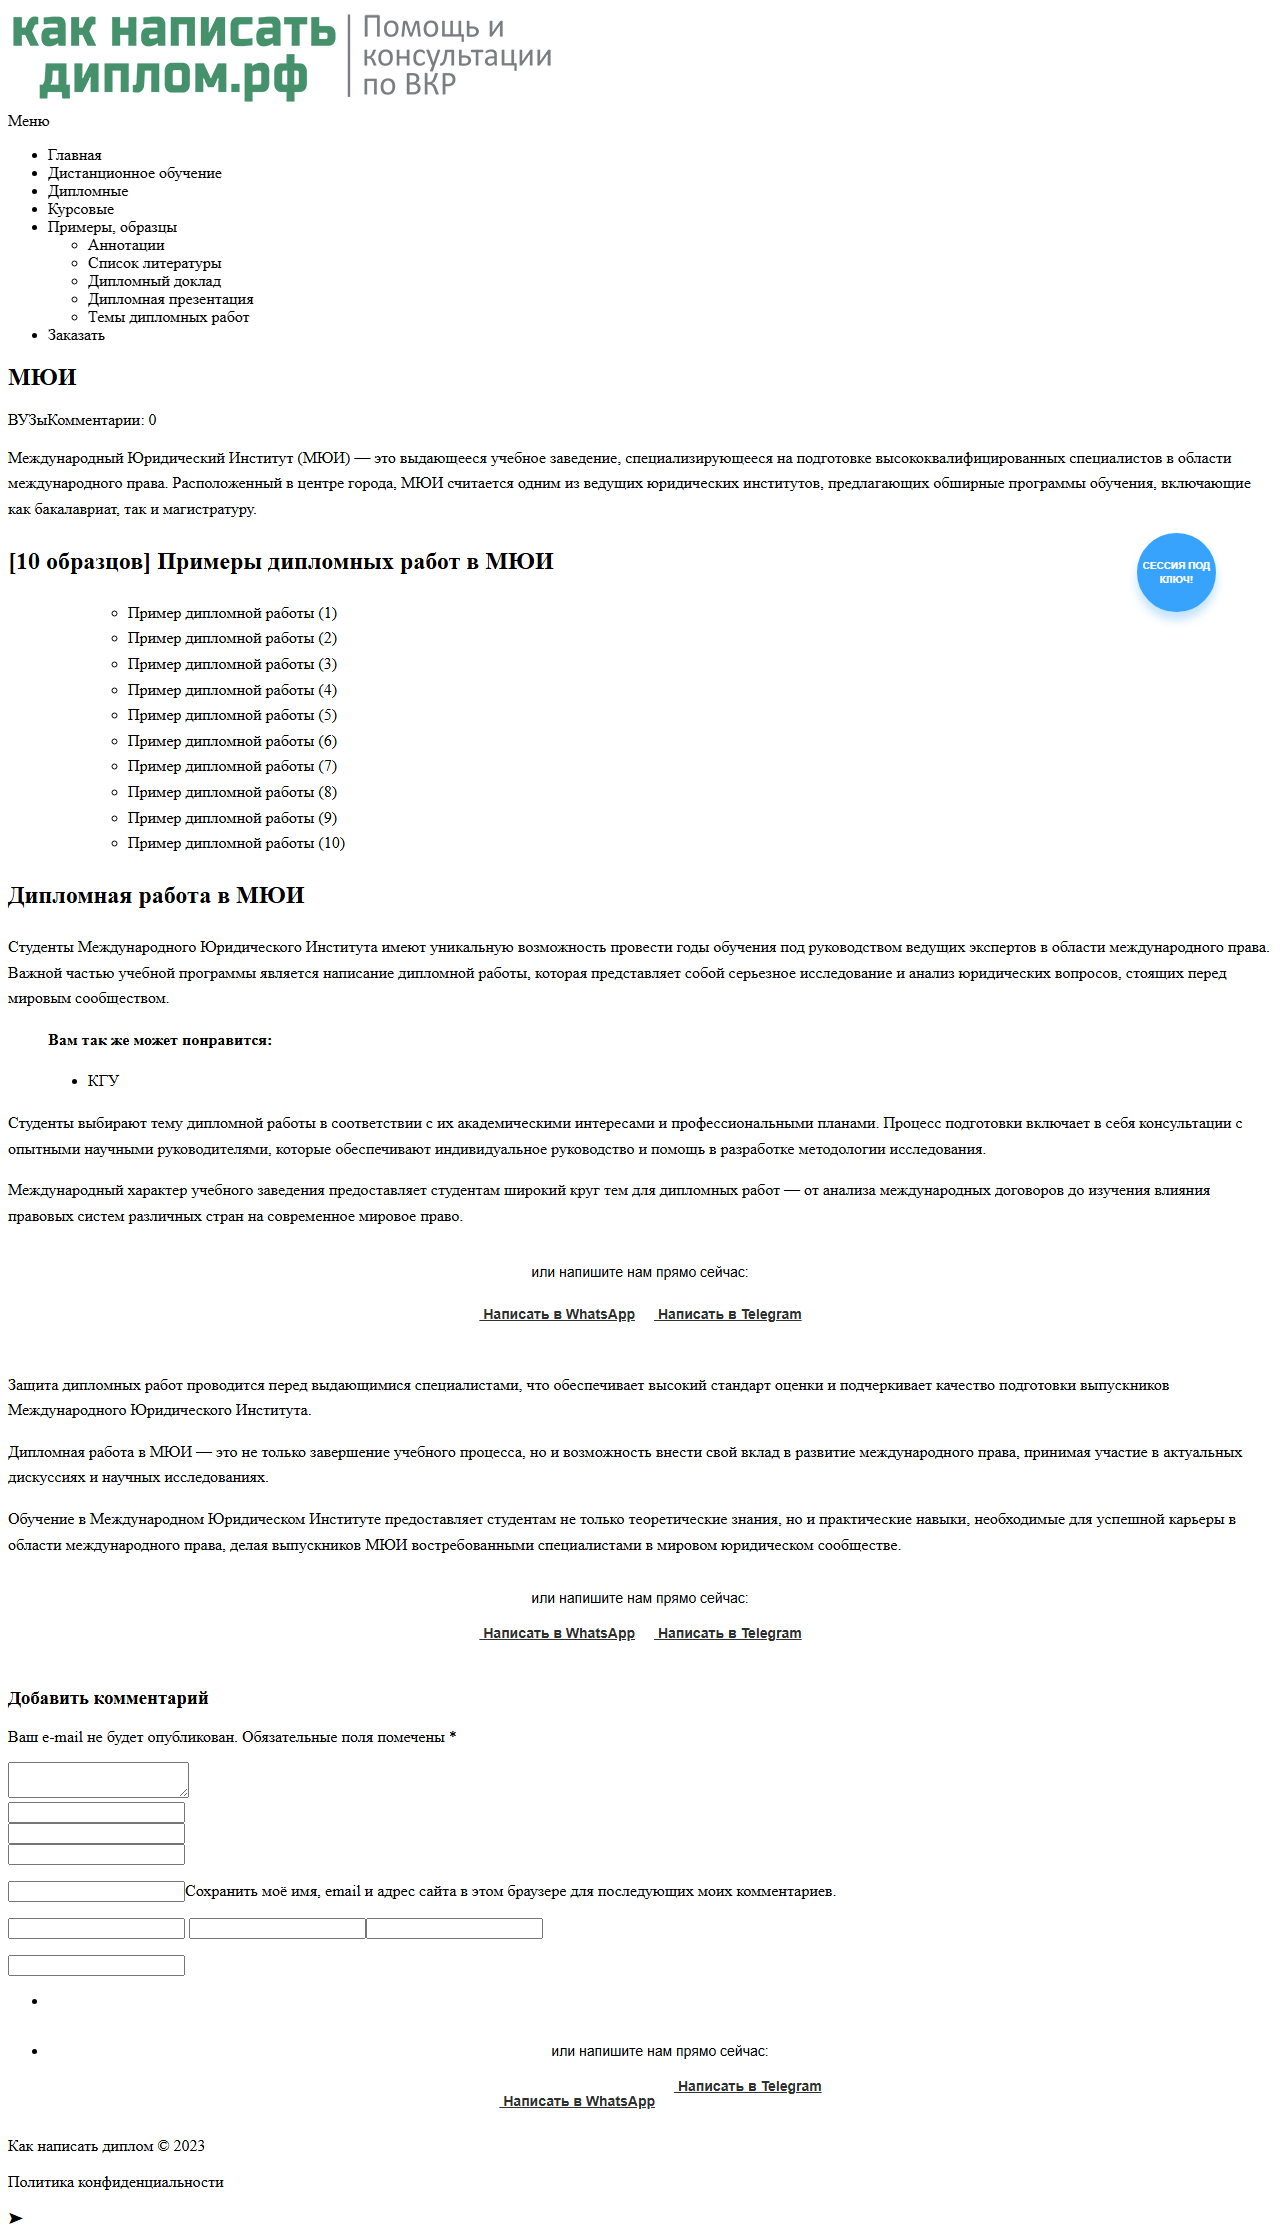 как написать
диплом.рф
Помощь и
консультации
по ВКР
Меню
Главная
Дистанционное обучение
Дипломные
Курсовые
Примеры, образцы
Аннотации
Список литературы
Дипломный доклад
Дипломная презентация
Темы дипломных работ
Заказать
МЮИ
ВУЗыКомментарии: 0
Международный Юридический Институт (МЮИ) — это выдающееся учебное заведение, специализирующееся на подготовке высококвалифицированных специалистов в области
международного права. Расположенный в центре города, МЮИ считается одним из ведущих юридических институтов, предлагающих обширные программы обучения, включающие
как бакалавриат, так и магистратуру.
[10 образцов] Примеры дипломных работ в МЮИ
СЕССИЯ ПОД
КЛЮЧ!
Пример дипломной работы (1)
Пример дипломной работы (2)
Пример дипломной работы (3)
Пример дипломной работы (4)
Пример дипломной работы (5)
Пример дипломной работы (6)
Пример дипломной работы (7)
Пример дипломной работы (8)
Пример дипломной работы (9)
Пример дипломной работы (10)
Дипломная работа в МЮИ
Студенты Международного Юридического Института имеют уникальную возможность провести годы обучения под руководством ведущих экспертов в области международного права.
Важной частью учебной программы является написание дипломной работы, которая представляет собой серьезное исследование и анализ юридических вопросов, стоящих перед
мировым сообществом.
Вам так же может понравится:
КГУ
Студенты выбирают тему дипломной работы в соответствии с их академическими интересами и профессиональными планами. Процесс подготовки включает в себя консультации с
опытными научными руководителями, которые обеспечивают индивидуальное руководство и помощь в разработке методологии исследования.
Международный характер учебного заведения предоставляет студентам широкий круг тем для дипломных работ — от анализа международных договоров до изучения влияния
правовых систем различных стран на современное мировое право.
или напишите нам прямо сейчас:
Написать в WhatsApp Написать в Telegram
Защита дипломных работ проводится перед выдающимися специалистами, что обеспечивает высокий стандарт оценки и подчеркивает качество подготовки выпускников
Международного Юридического Института.
Дипломная работа в МЮИ — это не только завершение учебного процесса, но и возможность внести свой вклад в развитие международного права, принимая участие в актуальных
дискуссиях и научных исследованиях.
Обучение в Международном Юридическом Институте предоставляет студентам не только теоретические знания, но и практические навыки, необходимые для успешной карьеры в
области международного права, делая выпускников МЮИ востребованными специалистами в мировом юридическом сообществе.
или напишите нам прямо сейчас:
Написать в WhatsApp Написать в Telegram
Добавить комментарий
Ваш e-mail не будет опубликован. Обязательные поля помечены *
Сохранить моё имя, email и адрес сайта в этом браузере для последующих моих комментариев.
или напишите нам прямо сейчас:
Написать в WhatsApp Написать в Telegram
Как написать диплом © 2023
Политика конфиденциальности
➤